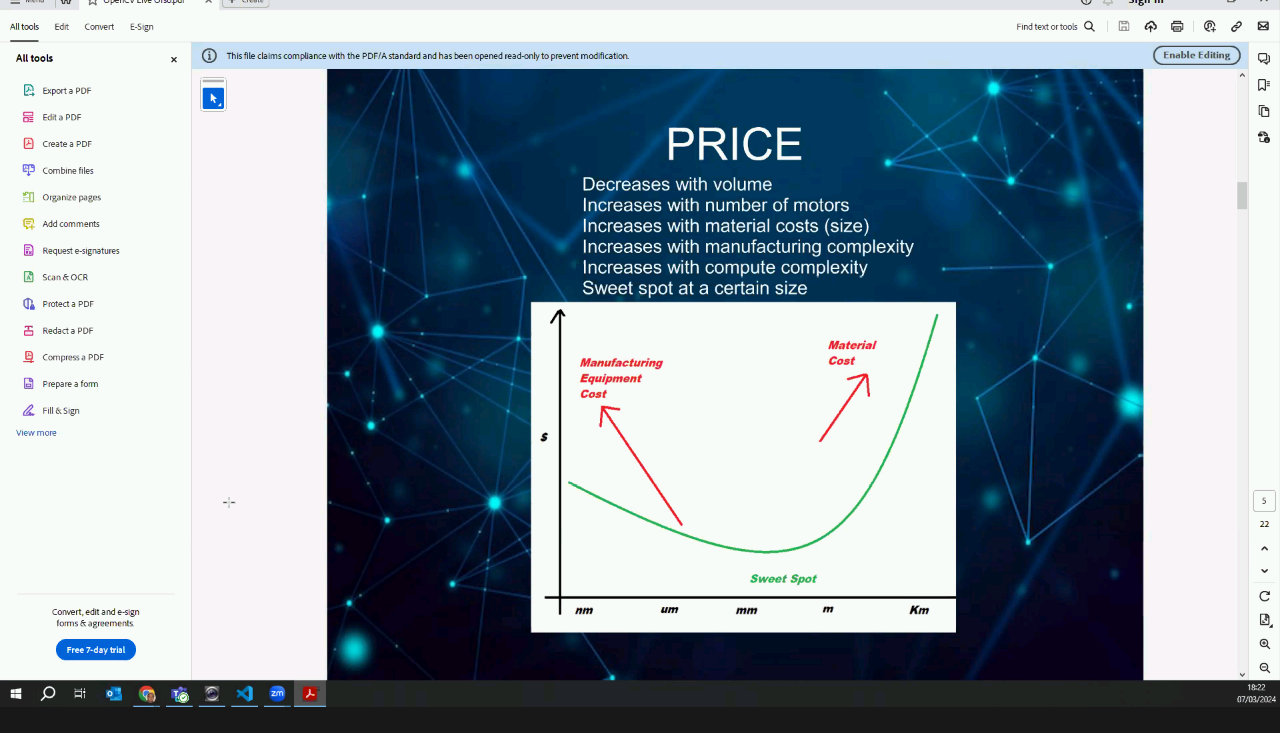 Menu
OpenCV Live Orsd.pdf
Create
Sign in
All tools
Edit
Convert
E-Sign
Find text or tools
All tools
This file claims compliance with the PDF/A standard and has been opened read-only to prevent modification.
Enable Editing
Export a PDF
Edit a PDF
Create a PDF
Combine files
Organize pages
Add comments
Request e-signatures
Scan & OCR
Protect a PDF
Redact a PDF
Compress a PDF
Prepare a form
Fill & Sign
View more
Convert, edit and e-sign
forms & agreements.
Free 7-day trial
PRICE
Decreases with volume
Increases with number of motors
Increases with material costs (size)
Increases with manufacturing complexity
Increases with compute complexity
Sweet spot at a certain size
Manufacturing
Equipment
Cost
Material
Cost
$
Sweet Spot
nm um mm m Km
5
22
zm
18:22
07/03/2024